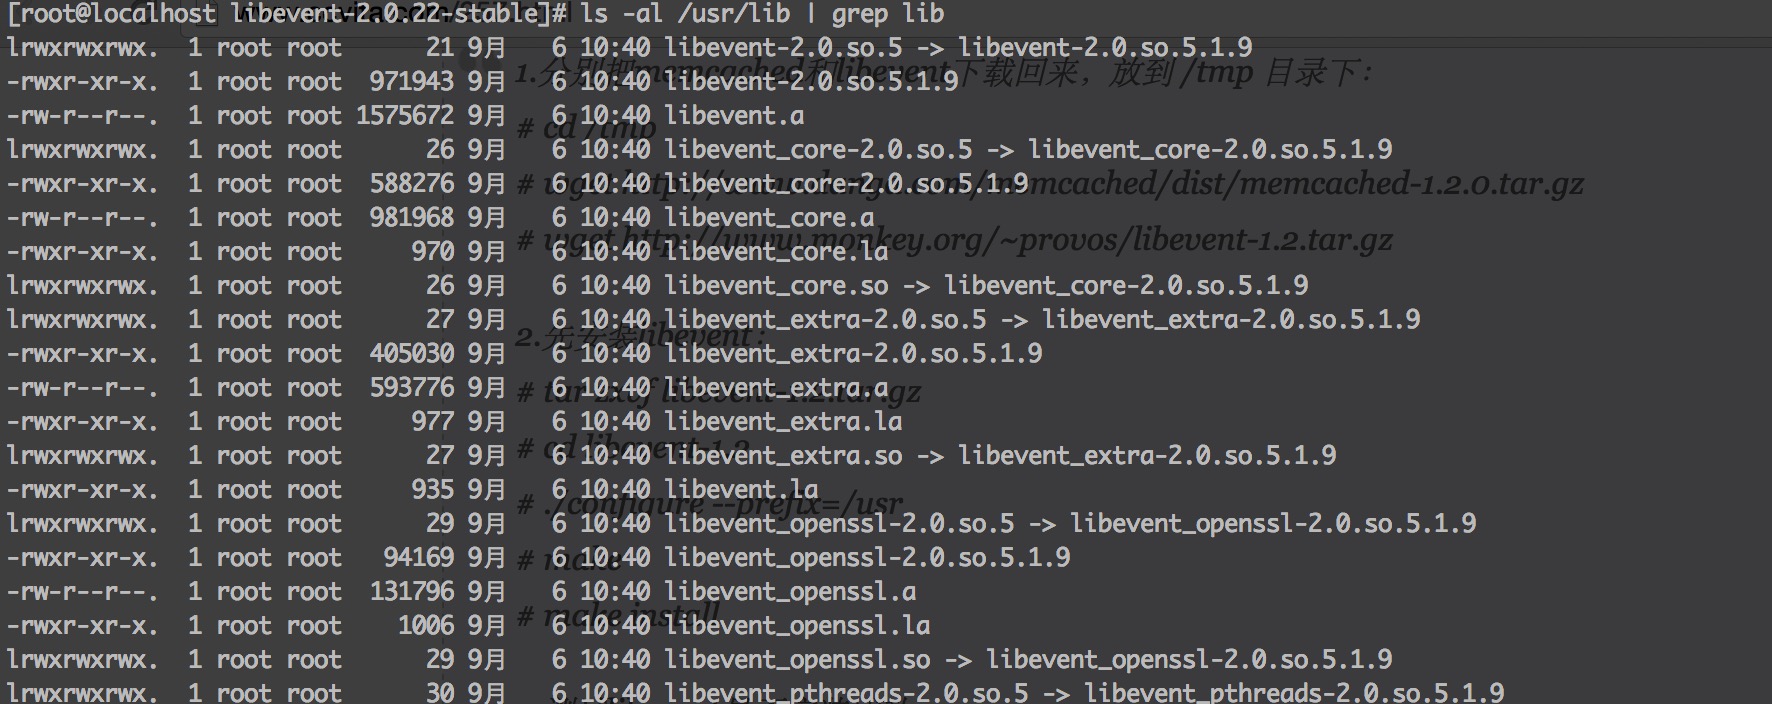 [root@localhost libevent-2.0.22-stable]# ls -al /usr/lib | grep lib
lrwxrwxrwx.  1 root root      21 9月   6 10:40 libevent-2.0.so.5 -> libevent-2.0.so.5.1.9
1.分别把memcached和libevent下载回来，放到 /tmp 目录下：
-rwxr-xr-x.  1 root root  971943 9月   6 10:40 libevent-2.0.so.5.1.9
-rw-r--r--.  1 root root 1575672 9月   6 10:40 libevent.a
# cd /tmp
lrwxrwxrwx.  1 root root      26 9月   6 10:40 libevent_core-2.0.so.5 -> libevent_core-2.0.so.5.1.9
-rwxr-xr-x.  1 root root  588276 9月   6 10:40 libevent_core-2.0.so.5.1.9
# wget memcached/dist/memcached-1.2.0.tar.gz
-rw-r--r--.  1 root root  981968 9月   6 10:40 libevent_core.a
# wget http://www.monkey.org/~provos/libevent-1.2.tar.gz
-rwxr-xr-x.  1 root root     970 9月   6 10:40 libevent_core.la
lrwxrwxrwx.  1 root root      26 9月   6 10:40 libevent_core.so -> libevent_core-2.0.so.5.1.9
lrwxrwxrwx.  1 root root      27 9月   6 10:40 libevent_extra-2.0.so.5 -> libevent_extra-2.0.so.5.1.9
2.先安装libevent：
-rwxr-xr-x.  1 root root  405030 9月   6 10:40 libevent_extra-2.0.so.5.1.9
-rw-r--r--.  1 root root  593776 9月   6 10:40 libevent_extra.a
# tar zxvf libevent-1.2.tar.gz
-rwxr-xr-x.  1 root root     977 9月   6 10:40 libevent_extra.la
# cd libevent-1.2
lrwxrwxrwx.  1 root root      27 9月   6 10:40 libevent_extra.so -> libevent_extra-2.0.so.5.1.9
-rwxr-xr-x.  1 root root     935 9月   6 10:40 libevent.la
# ./configure --prefix=/usr
lrwxrwxrwx.  1 root root      29 9月   6 10:40 libevent_openssl-2.0.so.5 -> libevent_openssl-2.0.so.5.1.9
-rwxr-xr-x.  1 root root   94169 9月   6 10:40 libevent_openssl-2.0.so.5.1.9
# make
-rw-r--r--.  1 root root  131796 9月   6 10:40 libevent_openssl.a
# make install
-rwxr-xr-x.  1 root root    1006 9月   6 10:40 libevent_openssl.la
lrwxrwxrwx.  1 root root      29 9月   6 10:40 libevent_openssl.so -> libevent_openssl-2.0.so.5.1.9
lrwxrwxrwx.  1 root root      30 9月   6 10:40 libevent_pthreads-2.0.so.5 -> libevent_pthreads-2.0.so.5.1.9